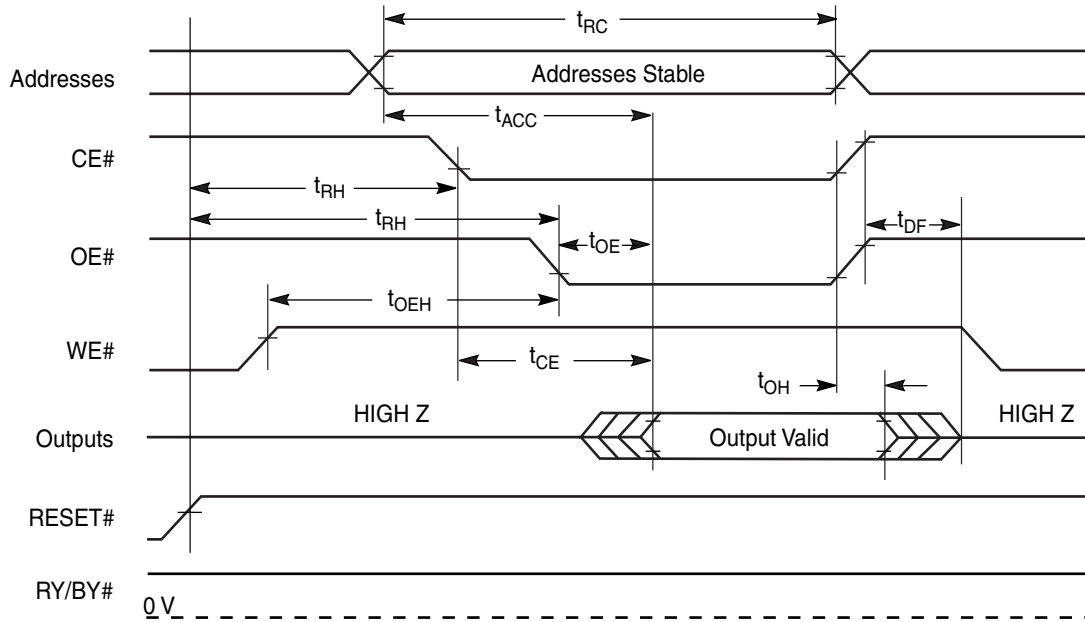 tRC
Addresses
Addresses Stable
tACC
CE#
tRH
tRH
tDF
OE#
tOE
tOEH
WE#
tCE
tOH
HIGH Z
HIGH Z
Outputs
Output Valid
RESET#
RY/BY#
0 V